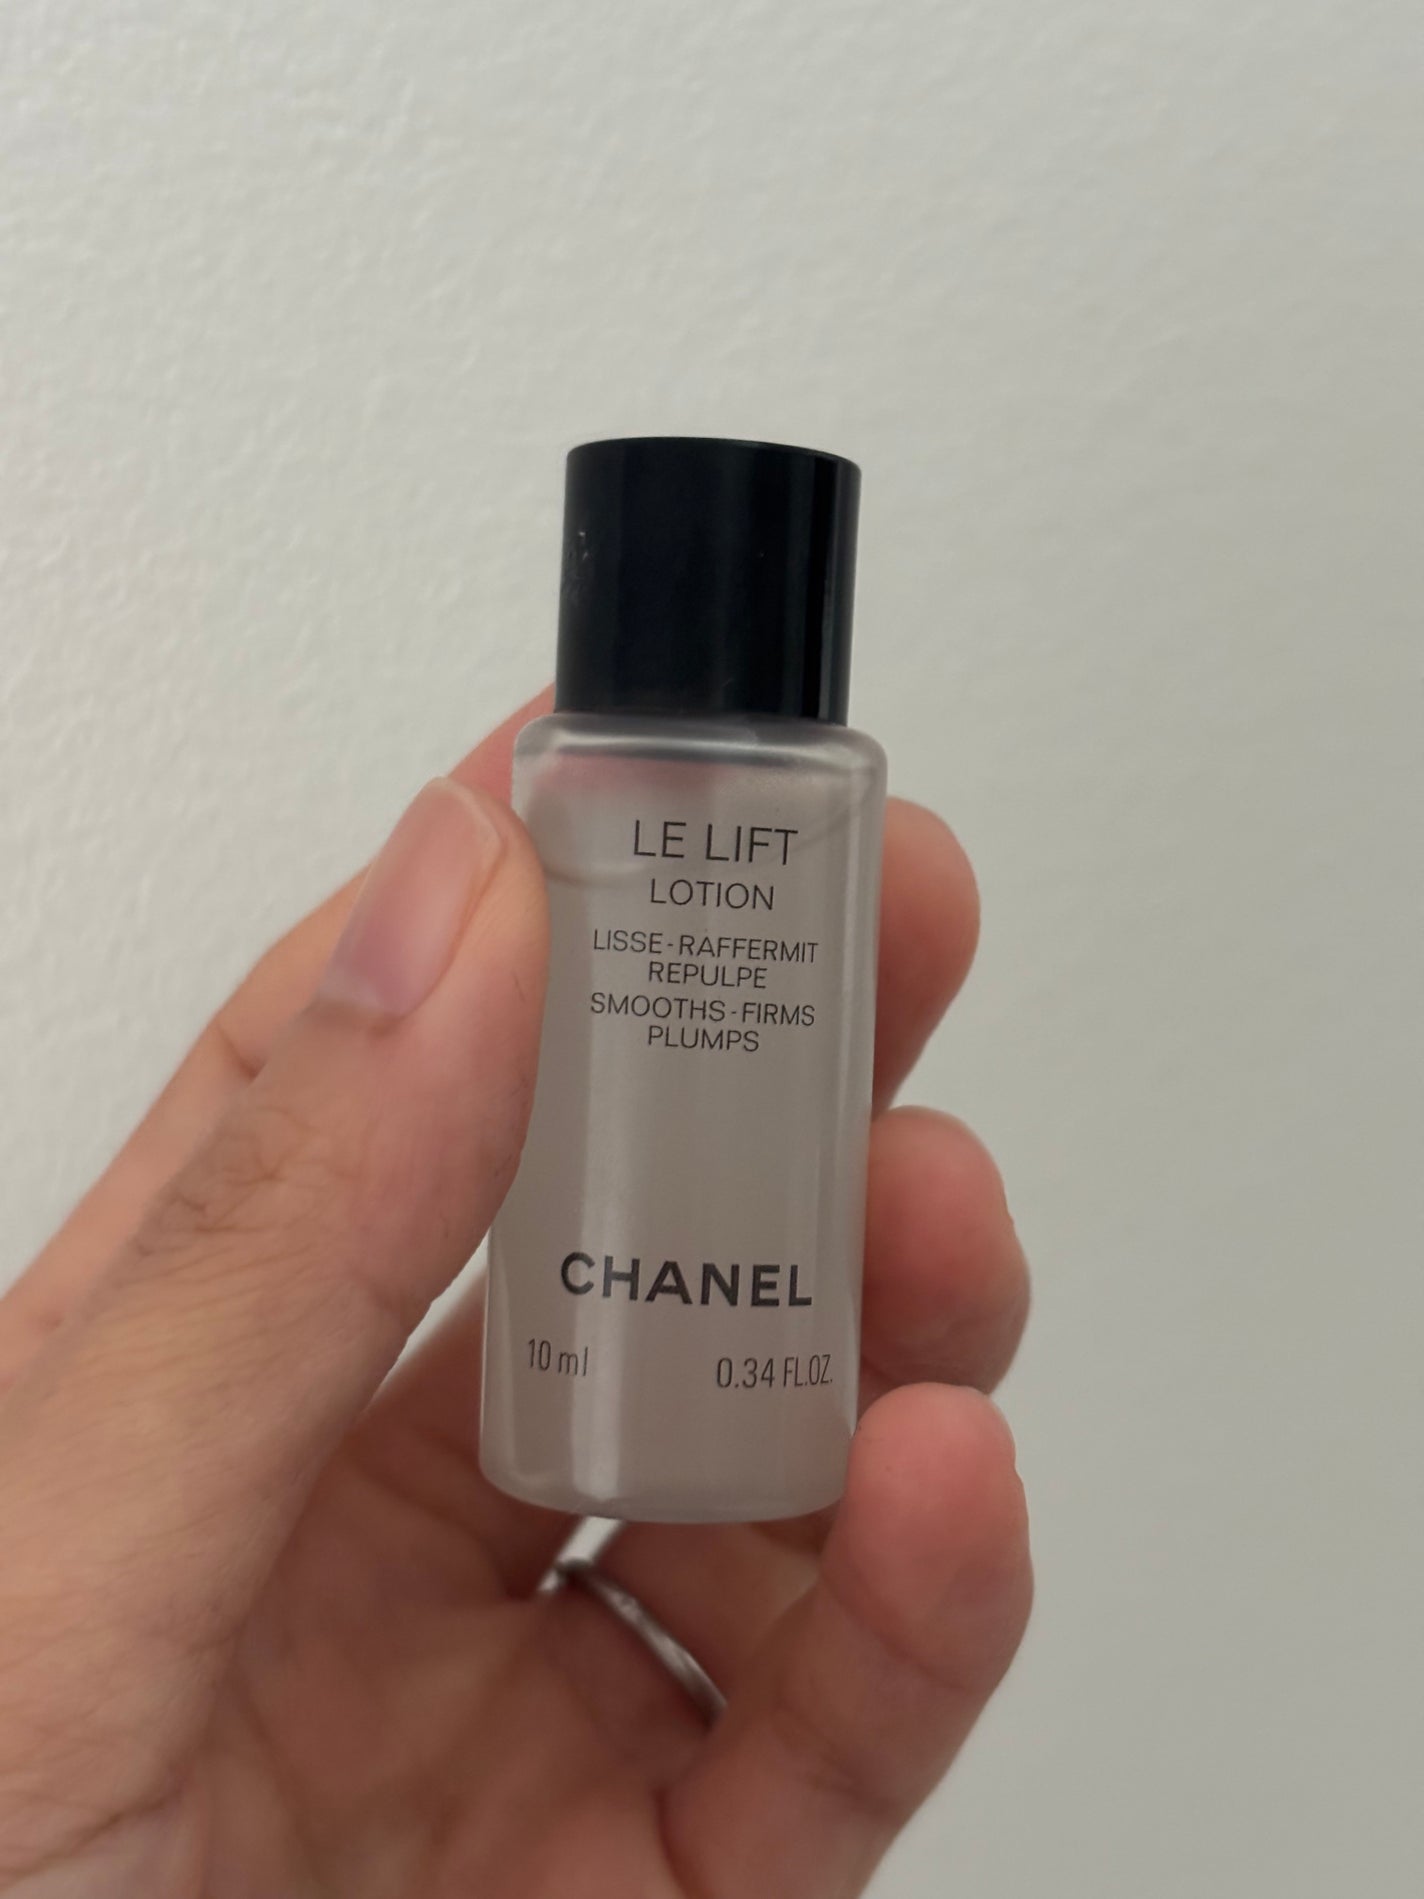 LE LIFT
LOTION
LISSE-RAFFERMIT
REPULPE
SMOOTHS-FIRMS
PLUMPS
CHANEL
10 ml 0.34 FL.OZ.